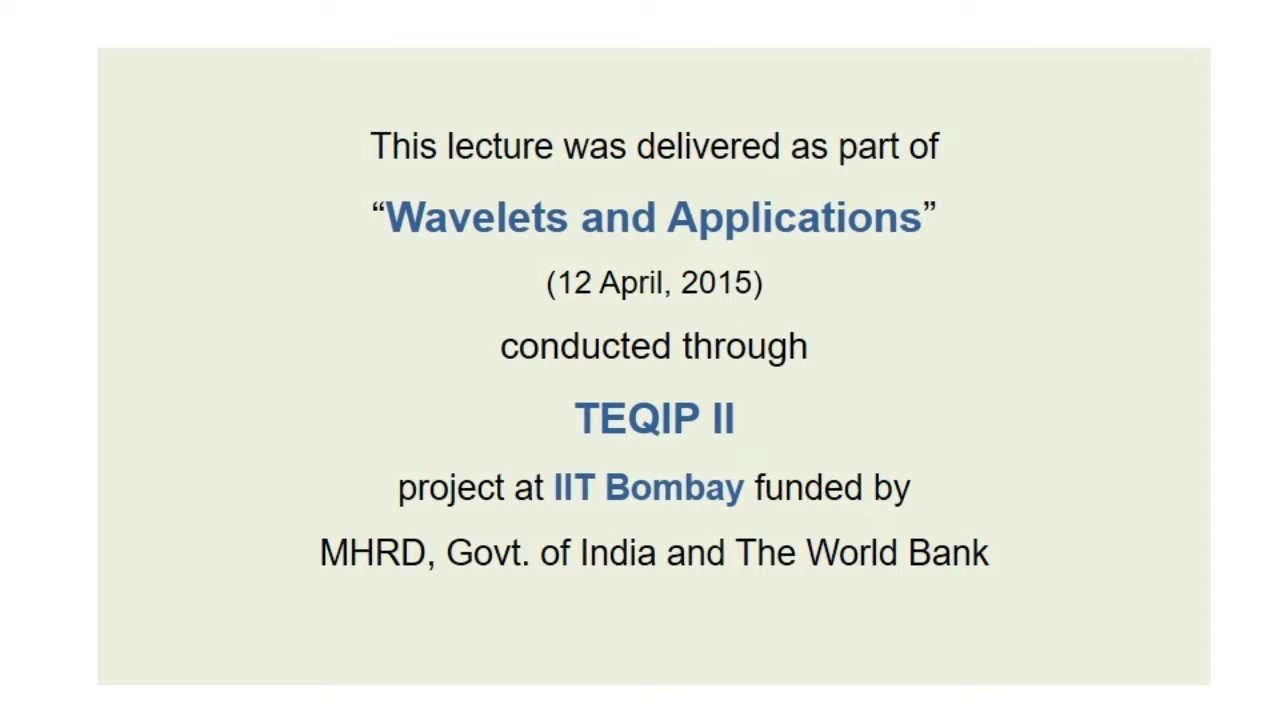 This lecture was delivered as part of
“Wavelets and Applications”
(12 April, 2015)
conducted through
TEQIP II
project at IIT Bombay funded by
MHRD, Govt. of India and The World Bank